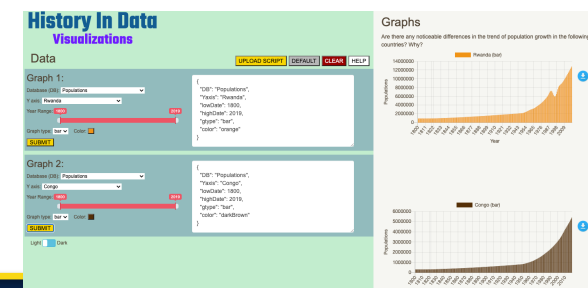 History In Data
Visualizations
Data
UPLOAD SCRIPT DEFAULT CLEAR HELP
Graph 1:
Database (DB): Populations
Y axis: Rwanda
Year Range: 1800 2019
Graph type: bar Color:
SUBMIT
{
"DB": "Populations",
"Yaxis": "Rwanda",
"lowDate": 1800,
"highDate": 2019,
"gtype": "bar",
"color": "orange"
}
Graph 2:
Database (DB): Populations
Y axis: Congo
Year Range: 1800 2019
Graph type: bar Color:
SUBMIT
{
"DB": "Populations",
"Yaxis": "Congo",
"lowDate": 1800,
"highDate": 2019,
"gtype": "bar",
"color": "darkBrown"
}
Light Dark
Graphs
Are there any noticeable differences in the trend of population growth in the following
countries? Why?
Rwanda (bar)
14000000
12000000
10000000
8000000
6000000
4000000
2000000
0
Populations
Year
Congo (bar)
6000000
5000000
4000000
3000000
2000000
1000000
0
Populations